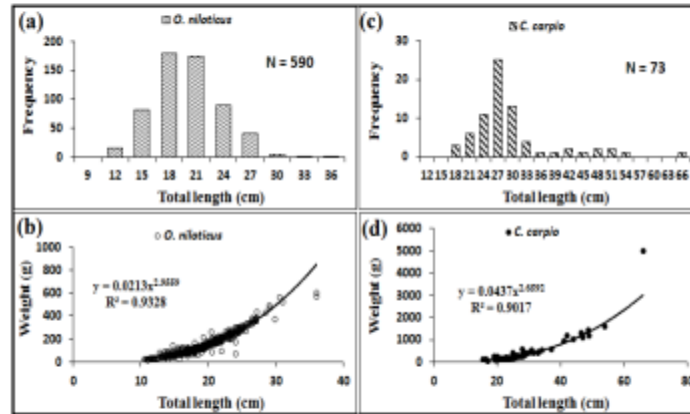 (a)
O. niloticus
N = 590
Frequency
200
150
100
50
0
9 12 15 18 21 24 27 30 33 36
Total length (cm)
(c)
C. carpio
N = 73
Frequency
30
20
10
0
12 15 18 21 24 27 30 33 36 39 42 45 48 51 54 57 60 63 66
Total length (cm)
(b)
O. niloticus
Weight (g)
1000
800
600
400
200
0
R² = 0.9328
0 10 20 30 40
Total length (cm)
(d)
C. carpio
Weight (g)
6000
5000
4000
3000
2000
1000
0
R² = 0.9017
0 20 40 60 80
Total length (cm)